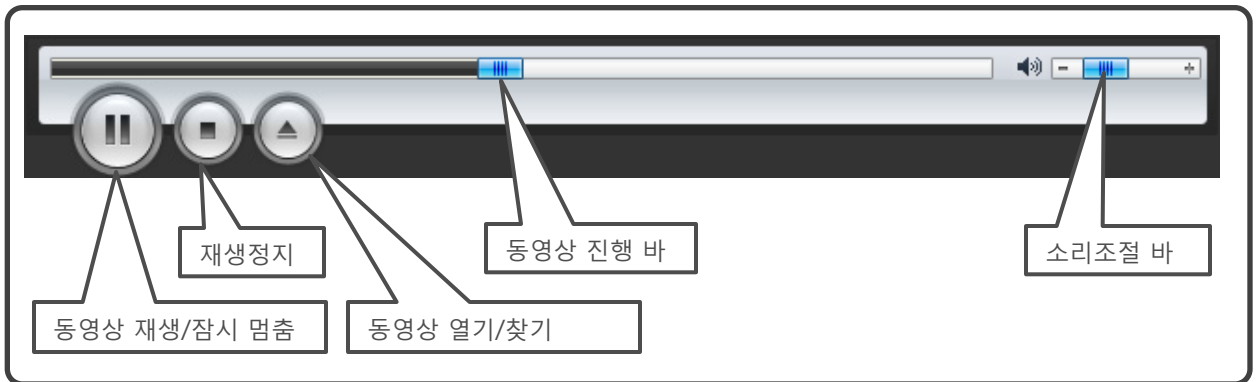 재생정지
동영상 진행 바
소리조절 바
동영상 재생/잠시 멈춤
동영상 열기/찾기